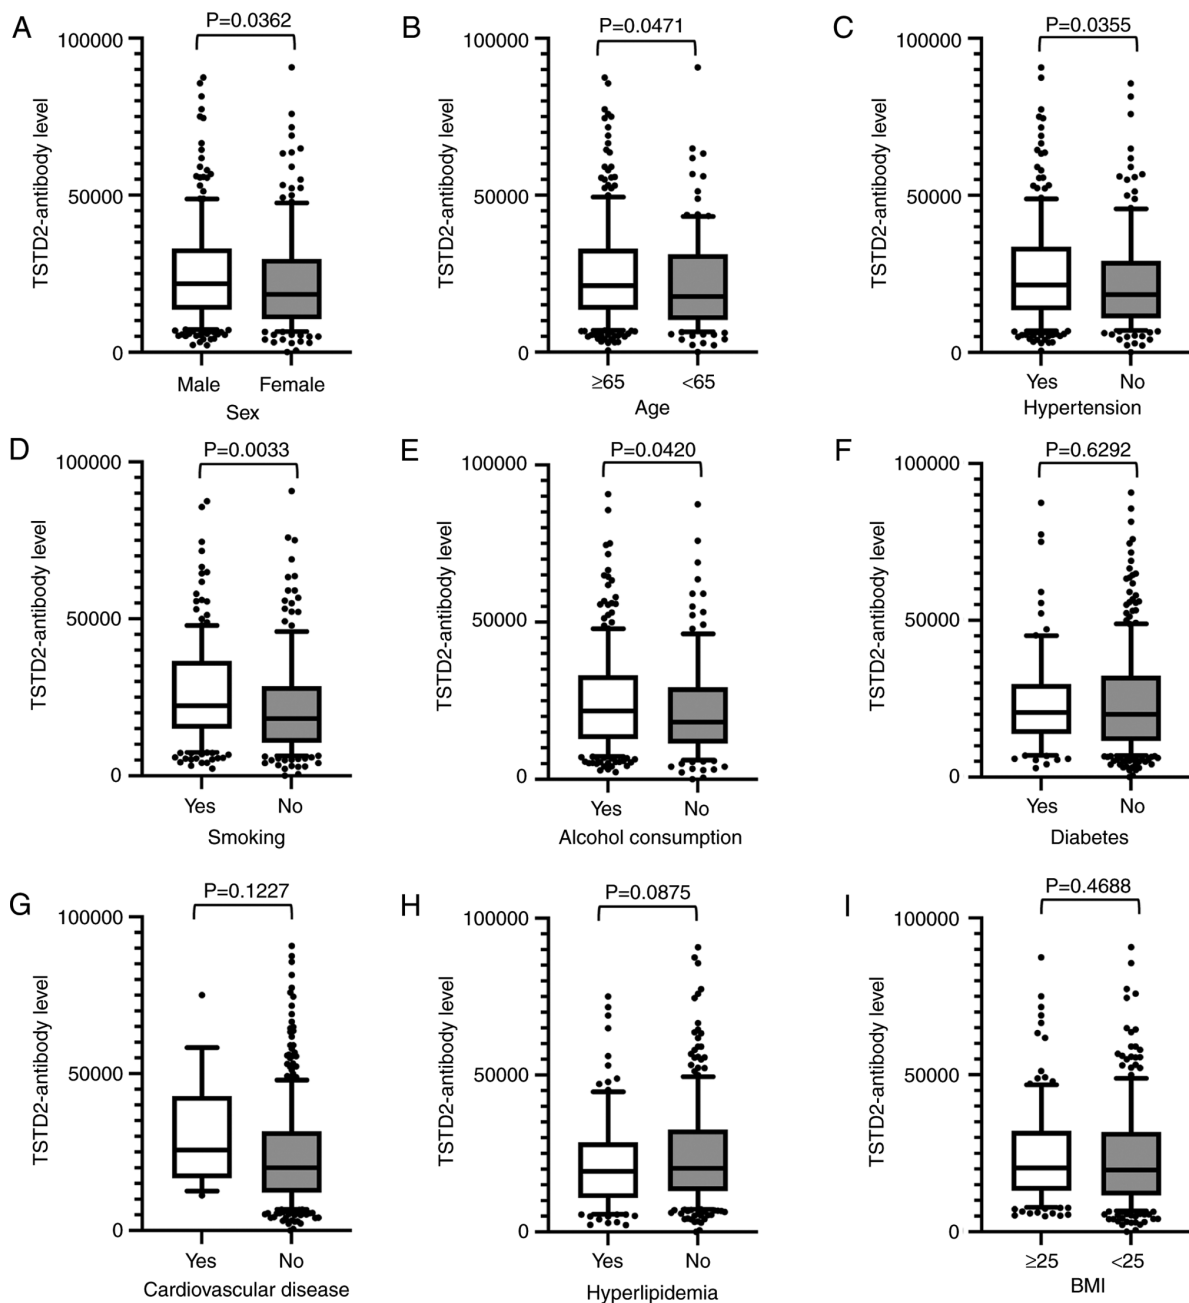 A
P=0.0362
100000
50000
0
TSTD2-antibody level
Male
Female
Sex
B
P=0.0471
100000
50000
0
TSTD2-antibody level
≥65
<65
Age
C
P=0.0355
100000
50000
0
TSTD2-antibody level
Yes
No
Hypertension
D
P=0.0033
100000
50000
0
TSTD2-antibody level
Yes
No
Smoking
E
P=0.0420
100000
50000
0
TSTD2-antibody level
Yes
No
Alcohol consumption
F
P=0.6292
100000
50000
0
TSTD2-antibody level
Yes
No
Diabetes
G
P=0.1227
100000
50000
0
TSTD2-antibody level
Yes
No
Cardiovascular disease
H
P=0.0875
100000
50000
0
TSTD2-antibody level
Yes
No
Hyperlipidemia
I
P=0.4688
100000
50000
0
TSTD2-antibody level
≥25
<25
BMI